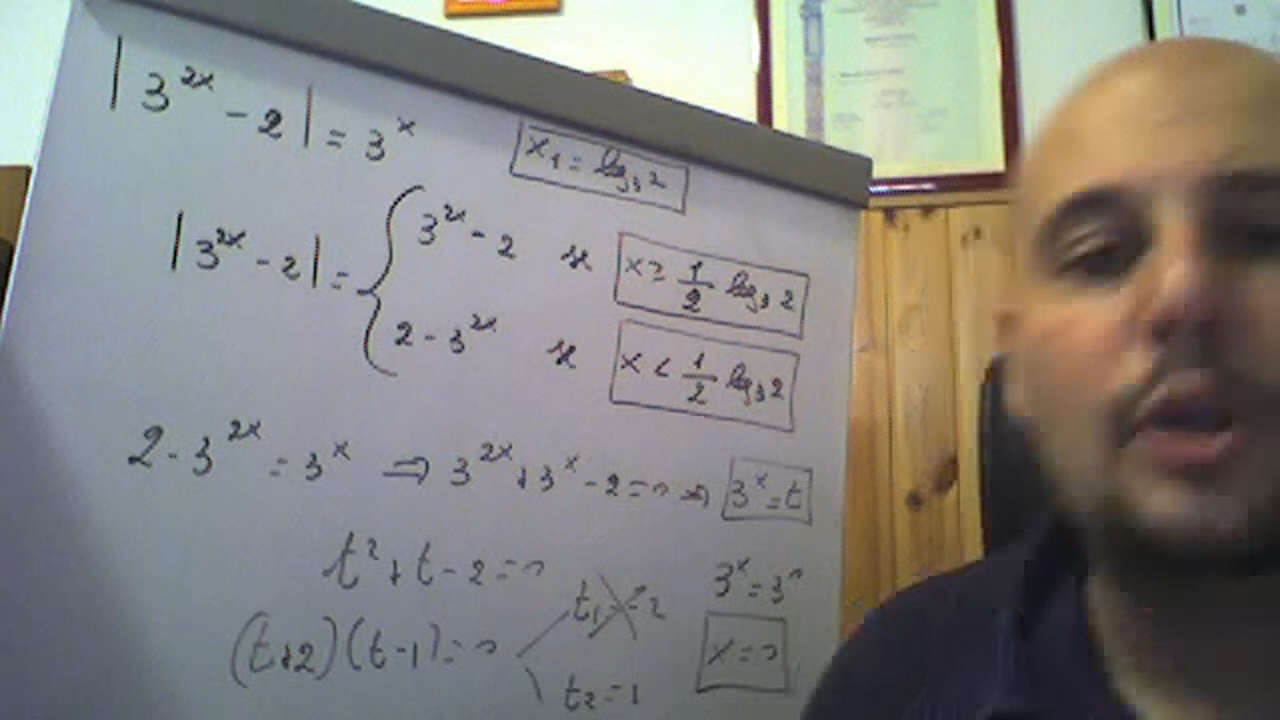 |3^{2x} - 2| = 3^x
x₁ = log₃ 2
|3^{2x} - 2| = { 3^{2x} - 2 se x ≥ 1/2 log₃ 2
2 - 3^{2x} se x < 1/2 log₃ 2
2 - 3^{2x} = 3^x ⇒ 3^{2x} + 3^x - 2 = 0 ⇒ 3^x = t
t² + t - 2 = 0
3^x = 3^0
(t+2)(t-1) = 0
t₁ = -2
t₂ = 1
x = 0